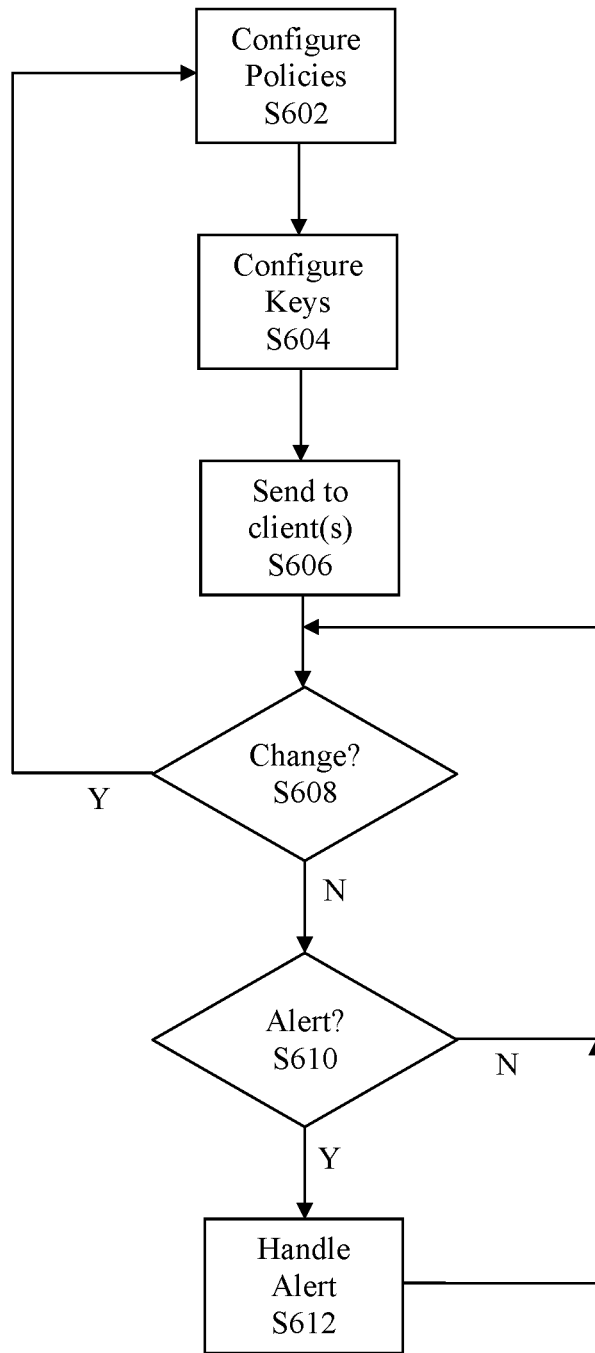 Configure
Policies
S602
Configure
Keys
S604
Send to
client(s)
S606
Change?
S608
Y
N
Alert?
S610
N
Y
Handle
Alert
S612